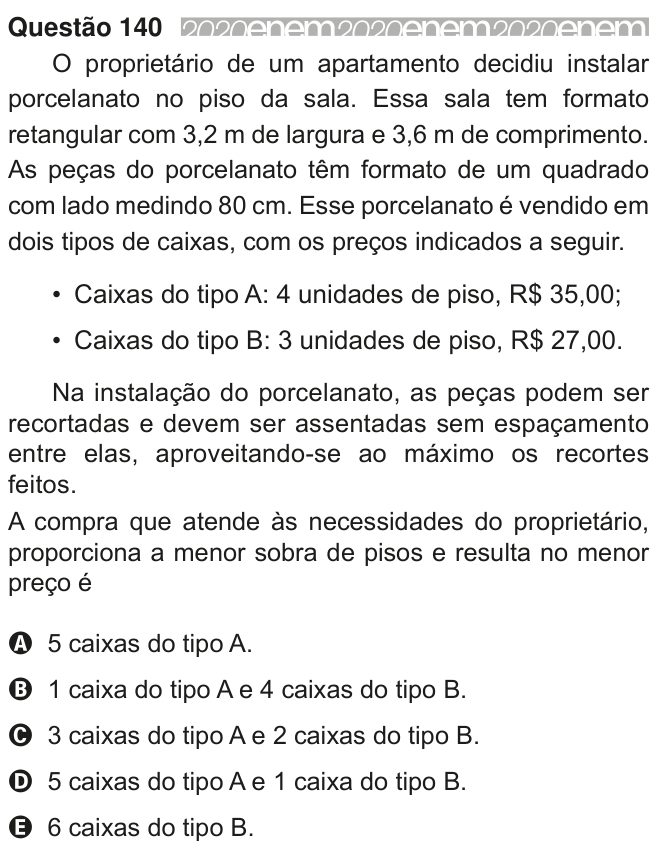 Questão 140 2020enem2020enem2020enem
O proprietário de um apartamento decidiu instalar
porcelanato no piso da sala. Essa sala tem formato
retangular com 3,2 m de largura e 3,6 m de comprimento.
As peças do porcelanato têm formato de um quadrado
com lado medindo 80 cm. Esse porcelanato é vendido em
dois tipos de caixas, com os preços indicados a seguir.
• Caixas do tipo A: 4 unidades de piso, R$ 35,00;
• Caixas do tipo B: 3 unidades de piso, R$ 27,00.
Na instalação do porcelanato, as peças podem ser
recortadas e devem ser assentadas sem espaçamento
entre elas, aproveitando-se ao máximo os recortes
feitos.
A compra que atende às necessidades do proprietário,
proporciona a menor sobra de pisos e resulta no menor
preço é
A 5 caixas do tipo A.
B 1 caixa do tipo A e 4 caixas do tipo B.
C 3 caixas do tipo A e 2 caixas do tipo B.
D 5 caixas do tipo A e 1 caixa do tipo B.
E 6 caixas do tipo B.